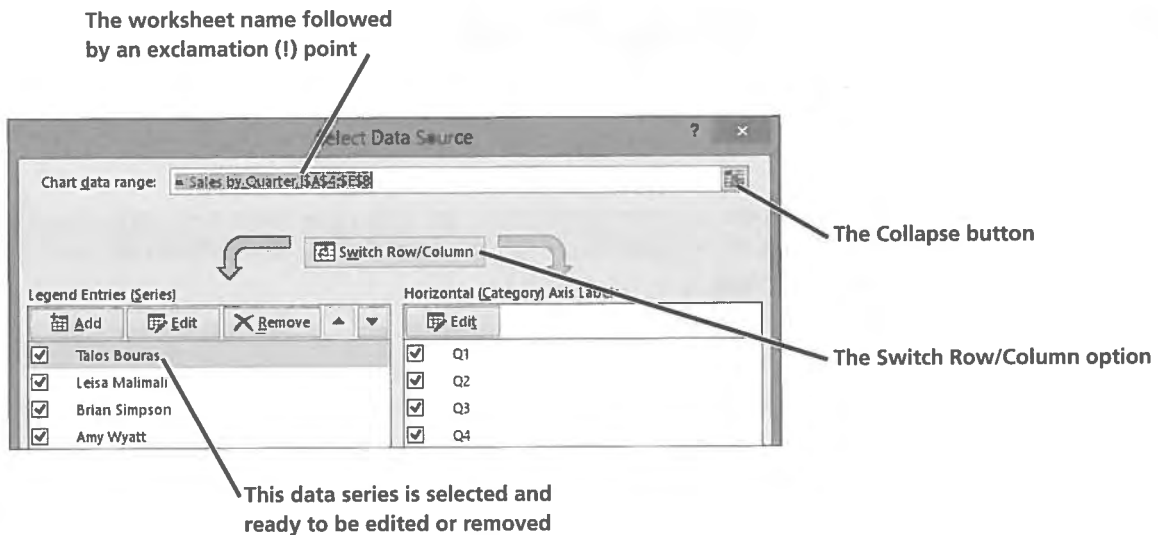 The worksheet name followed
by an exclamation (!) point
Select Data Source
?
×
Chart data range:
= Sales by Quarter
The Collapse button
Switch Row/Column
Legend Entries (Series)
Horizontal (Category) Axis Labels
Add
Edit
Remove
Edit
Talos Bouras
Q1
The Switch Row/Column option
Leisa Malimali
Q2
Brian Simpson
Q3
Amy Wyatt
Q4
This data series is selected and
ready to be edited or removed